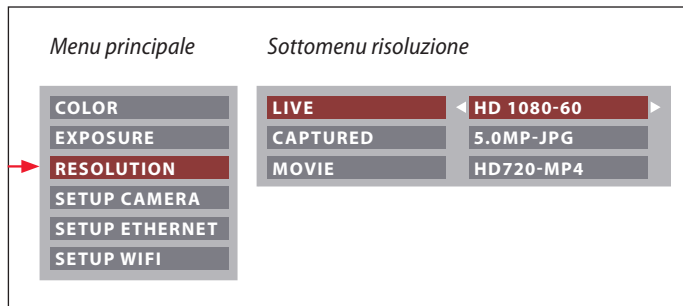 Menu principale
Sottomenu risoluzione
COLOR
EXPOSURE
RESOLUTION
SETUP CAMERA
SETUP ETHERNET
SETUP WIFI
LIVE HD 1080-60
CAPTURED 5.0MP-JPG
MOVIE HD720-MP4